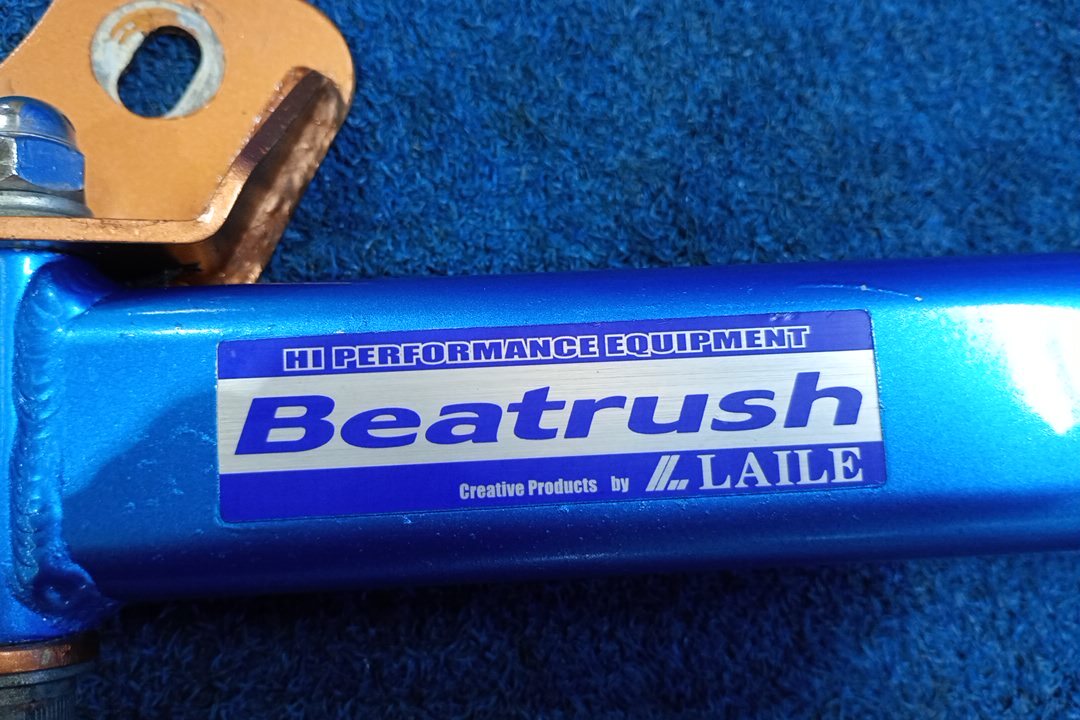 HI PERFORMANCE EQUIPMENT
Beatrush
Creative Products by LAILE